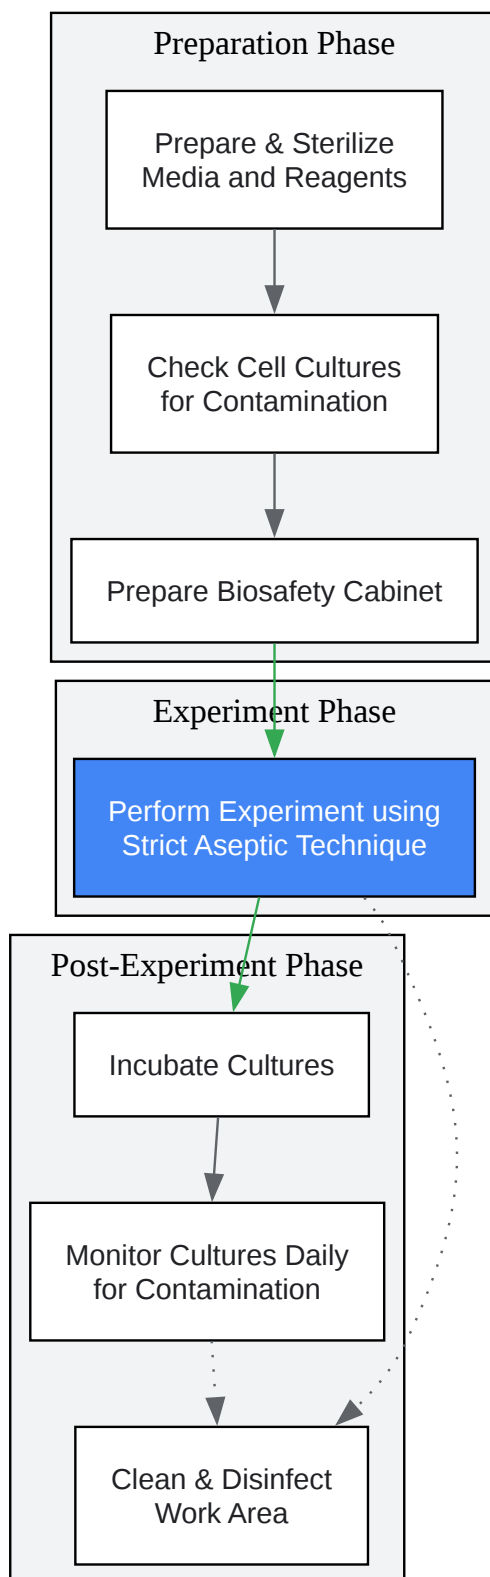 Preparation Phase
Prepare & Sterilize
Media and Reagents
Check Cell Cultures
for Contamination
Prepare Biosafety Cabinet
Experiment Phase
Perform Experiment using
Strict Aseptic Technique
Post-Experiment Phase
Incubate Cultures
Monitor Cultures Daily
for Contamination
Clean & Disinfect
Work Area